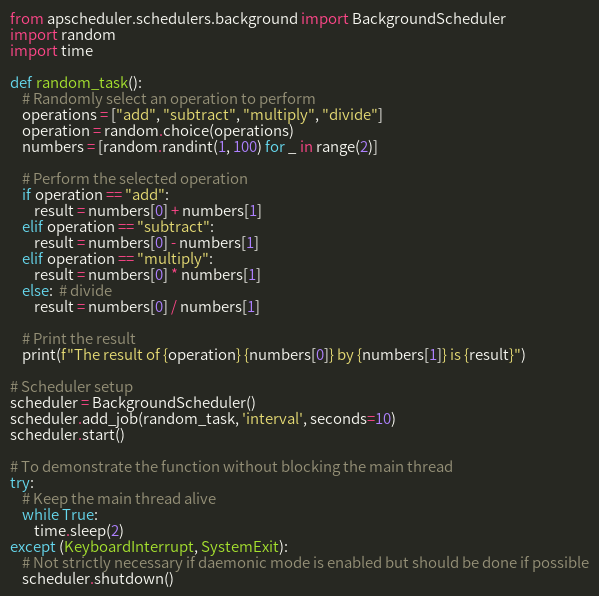 from apscheduler.schedulers.background import BackgroundScheduler
import random
import time

def random_task():
    # Randomly select an operation to perform
    operations = ["add", "subtract", "multiply", "divide"]
    operation = random.choice(operations)
    numbers = [random.randint(1, 100) for _ in range(2)]

    # Perform the selected operation
    if operation == "add":
        result = numbers[0] + numbers[1]
    elif operation == "subtract":
        result = numbers[0] - numbers[1]
    elif operation == "multiply":
        result = numbers[0] * numbers[1]
    else:  # divide
        result = numbers[0] / numbers[1]

    # Print the result
    print(f"The result of {operation} {numbers[0]} by {numbers[1]} is {result}")

# Scheduler setup
scheduler = BackgroundScheduler()
scheduler.add_job(random_task, 'interval', seconds=10)
scheduler.start()

# To demonstrate the function without blocking the main thread
try:
    # Keep the main thread alive
    while True:
        time.sleep(2)
except (KeyboardInterrupt, SystemExit):
    # Not strictly necessary if daemonic mode is enabled but should be done if possible
    scheduler.shutdown()